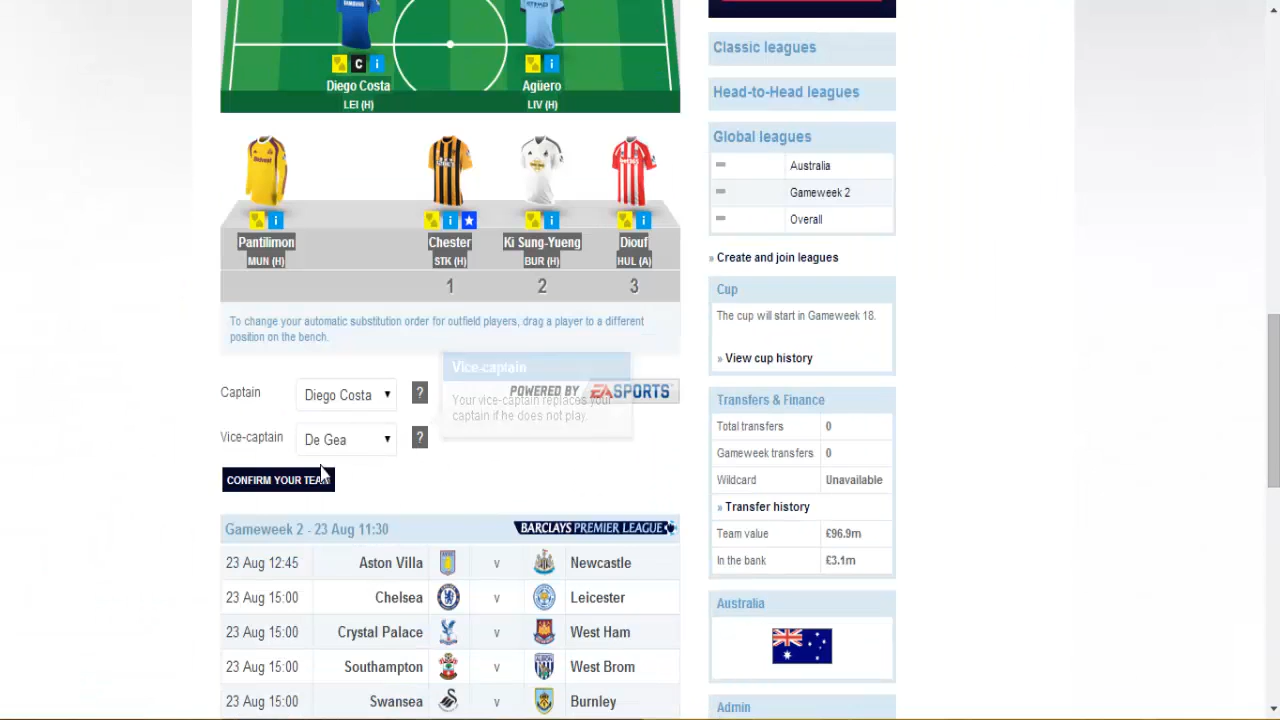 SAMSUNG
C i
i
Diego Costa
Agüero
LEI (H)
LIV (H)
i
i
i
i
Pantilimon
Chester
Ki Sung-Yueng
Diouf
MUN (H)
STK (H)
BUR (H)
HUL (A)
1
2
3
To change your automatic substitution order for outfield players, drag a player to a different
position on the bench.
Captain
Diego Costa
?
Vice-captain
Your vice-captain replaces your
captain if he does not play.
POWERED BY EA SPORTS
Vice-captain
De Gea
?
CONFIRM YOUR TEAM
Gameweek 2 - 23 Aug 11:30
BARCLAYS PREMIER LEAGUE
23 Aug 12:45 Aston Villa v Newcastle
23 Aug 15:00 Chelsea v Leicester
23 Aug 15:00 Crystal Palace v West Ham
23 Aug 15:00 Southampton v West Brom
23 Aug 15:00 Swansea v Burnley
Classic leagues
Head-to-Head leagues
Global leagues
Australia
Gameweek 2
Overall
» Create and join leagues
Cup
The cup will start in Gameweek 18.
» View cup history
Transfers & Finance
Total transfers 0
Gameweek transfers 0
Wildcard Unavailable
» Transfer history
Team value £96.9m
In the bank £3.1m
Australia
Admin